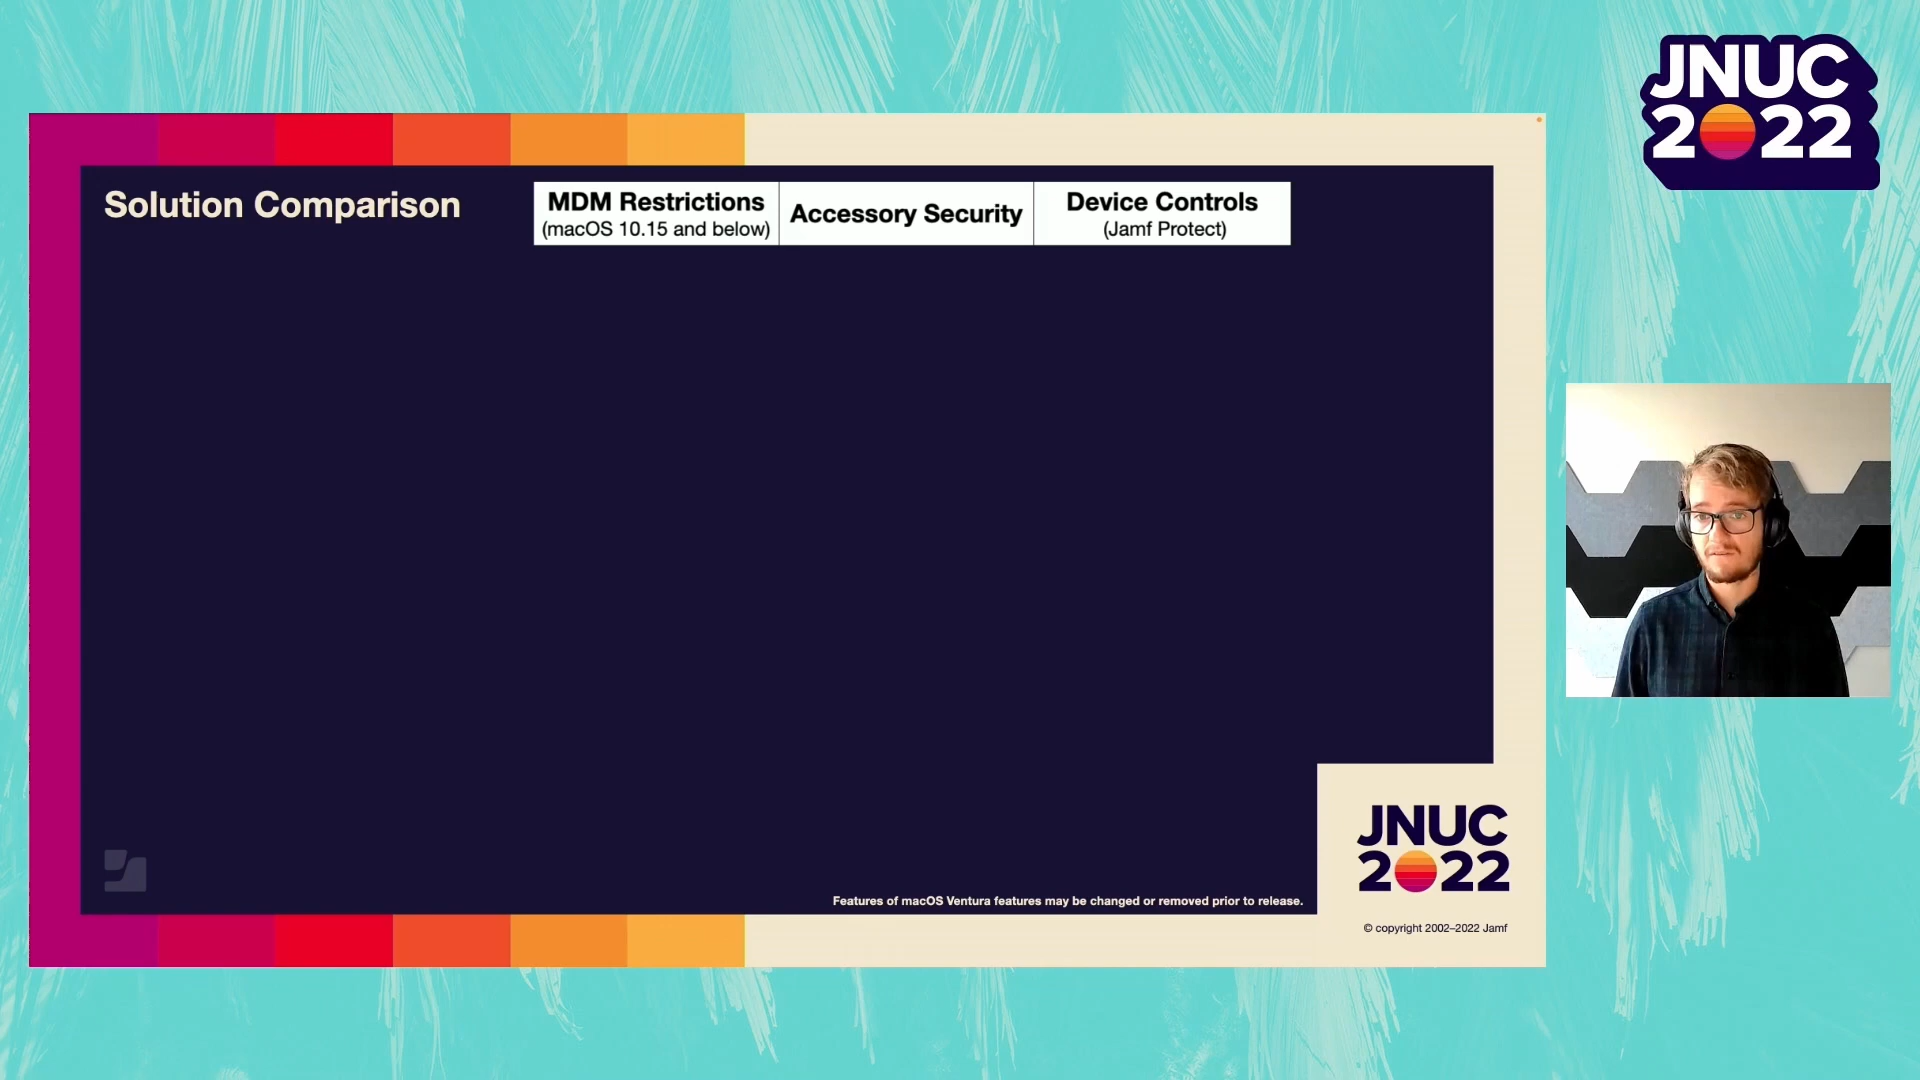 JNUC
2022
Solution Comparison
MDM Restrictions
(macOS 10.15 and below)
Accessory Security
Device Controls
(Jamf Protect)
Features of macOS Ventura features may be changed or removed prior to release.
JNUC
2022
© copyright 2002–2022 Jamf